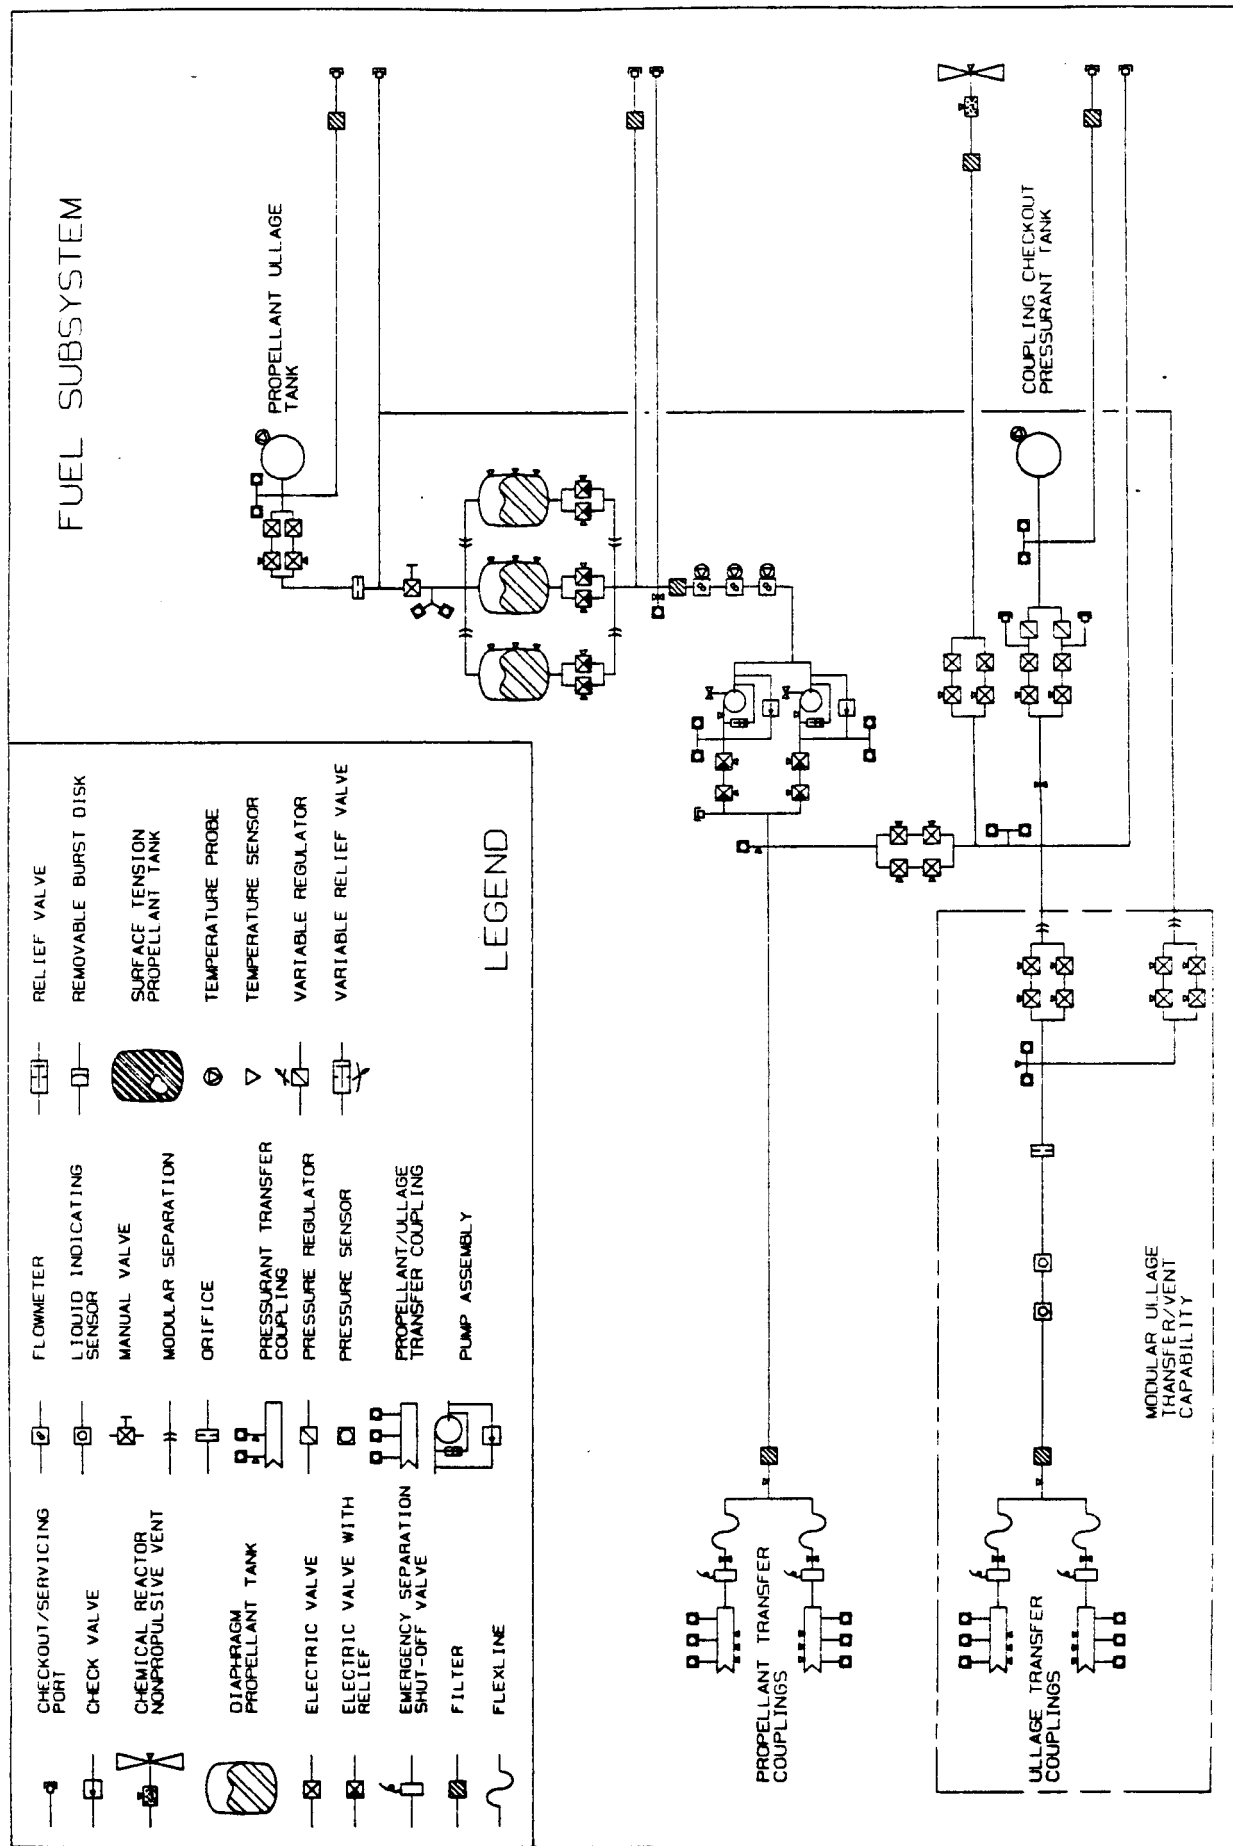 FUEL SUBSYSTEM
PROPELLANT ULLAGE
TANK
COUPLING CHECKOUT
PRESSURANT TANK
PROPELLANT TRANSFER
COUPLINGS
ULLAGE TRANSFER
COUPLINGS
MODULAR ULLAGE
TRANSFER/VENT
CAPABILITY
LEGEND
CHECKOUT/SERVICING
PORT
CHECK VALVE
CHEMICAL REACTOR
NONPROPULSIVE VENT
DIAPHRAGM
PROPELLANT TANK
ELECTRIC VALVE
ELECTRIC VALVE WITH
RELIEF
EMERGENCY SEPARATION
SHUT-OFF VALVE
FILTER
FLEXLINE
FLOWMETER
LIQUID INDICATING
SENSOR
MANUAL VALVE
MODULAR SEPARATION
ORIFICE
PRESSURANT TRANSFER
COUPLING
PRESSURE REGULATOR
PRESSURE SENSOR
PROPELLANT/ULLAGE
TRANSFER COUPLING
PUMP ASSEMBLY
RELIEF VALVE
REMOVABLE BURST DISK
SURFACE TENSION
PROPELLANT TANK
TEMPERATURE PROBE
TEMPERATURE SENSOR
VARIABLE REGULATOR
VARIABLE RELIEF VALVE